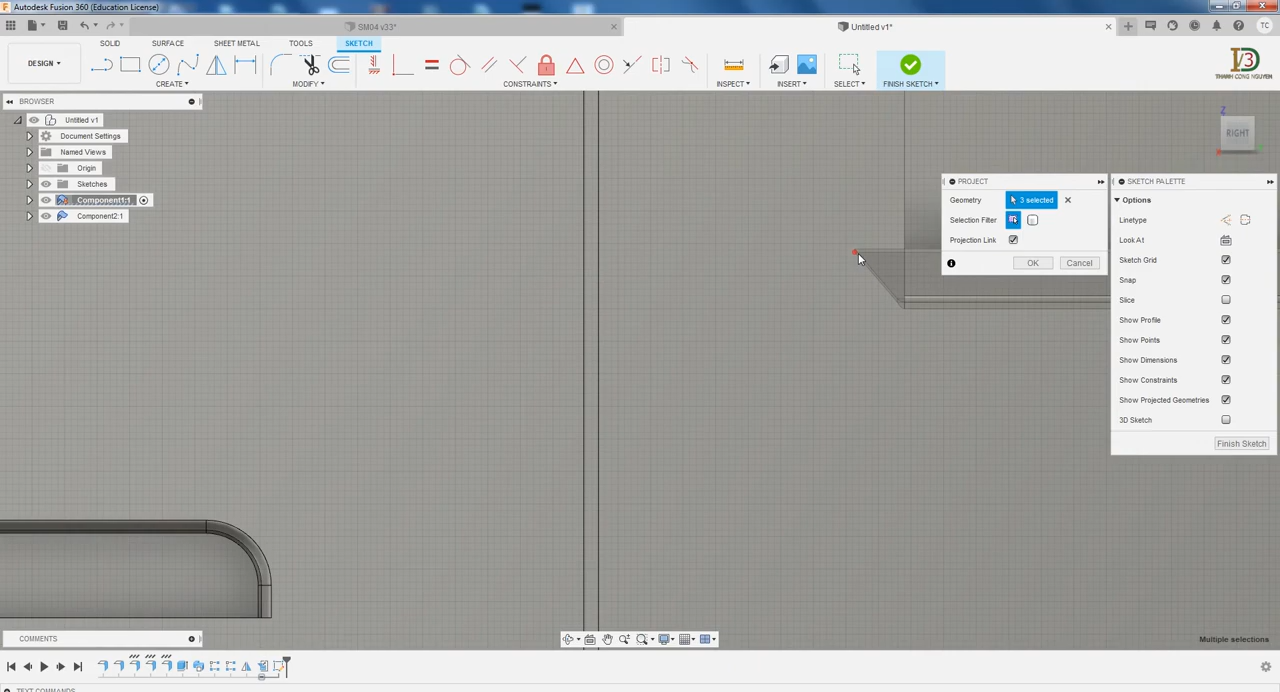 Autodesk Fusion 360 (Education License)
SM04 v33*
Untitled v1*
TC
SOLID
SURFACE
SHEET METAL
TOOLS
SKETCH
DESIGN
CREATE
MODIFY
CONSTRAINTS
INSPECT
INSERT
SELECT
FINISH SKETCH
THANH CONG NGUYEN
BROWSER
Untitled v1
Document Settings
Named Views
Origin
Sketches
Component1:1
Component2:1
Z
RIGHT
PROJECT
Geometry
3 selected
Selection Filter
Projection Link
OK
Cancel
SKETCH PALETTE
Options
Linetype
Look At
Sketch Grid
Snap
Slice
Show Profile
Show Points
Show Dimensions
Show Constraints
Show Projected Geometries
3D Sketch
Finish Sketch
COMMENTS
Multiple selections
TEXT COMMANDS